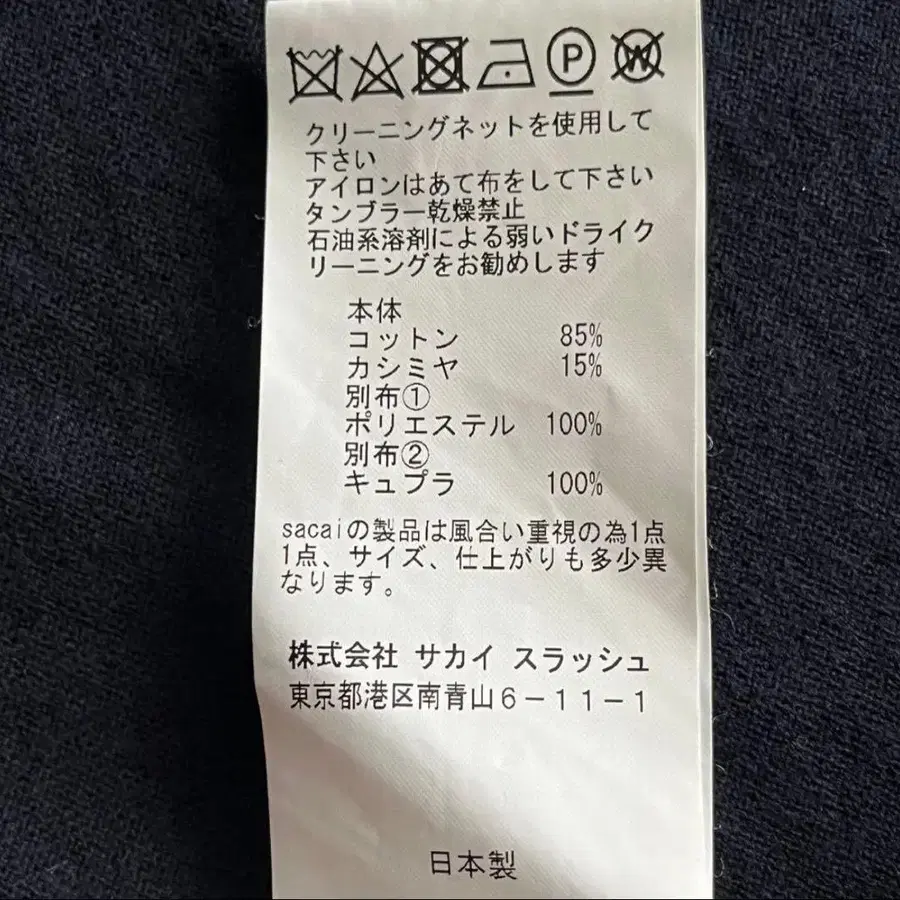 P W
クリーニングネットを使用して
下さい
アイロンはあて布をして下さい
タンブラー乾燥禁止
石油系溶剤による弱いドライク
リーニングをお勧めします
本体
コットン 85%
カシミヤ 15%
別布①
ポリエステル 100%
別布②
キュプラ 100%
sacaiの製品は風合い重視の為1点
1点、サイズ、仕上がりも多少異
なります。
株式会社 サカイ スラッシュ
東京都港区南青山6-11-1
日本製